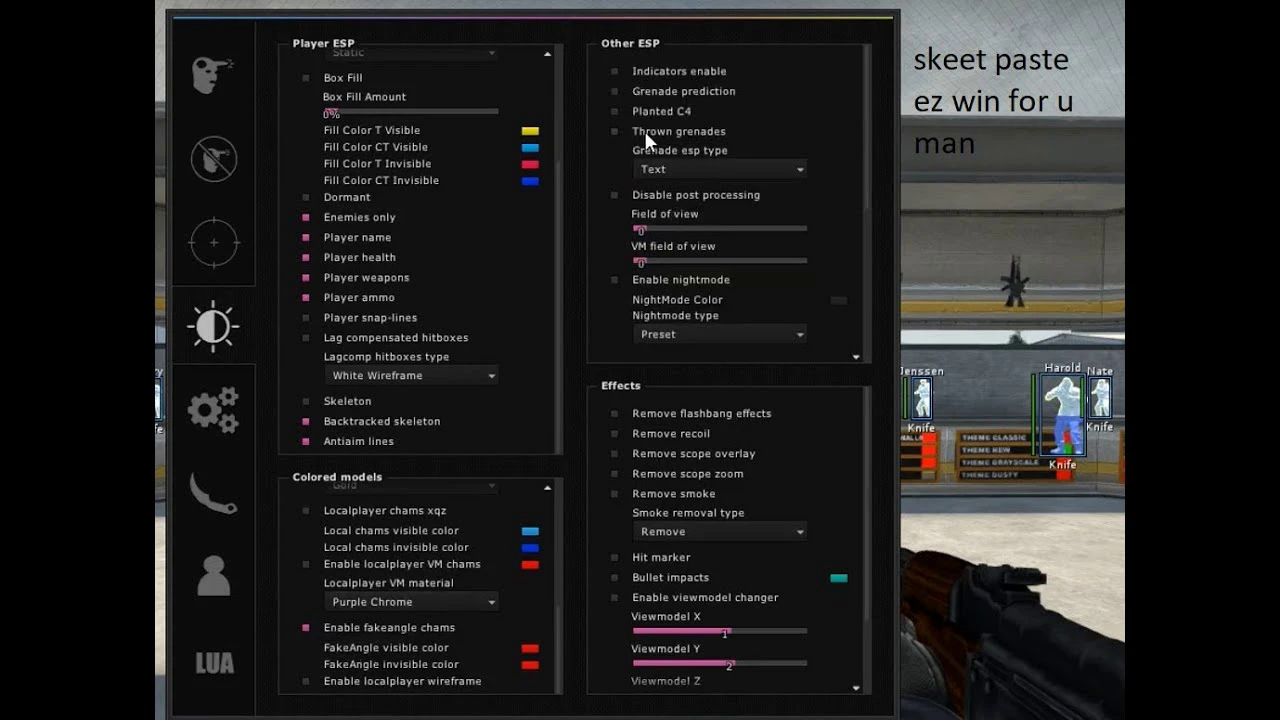 Player ESP
Static
Box Fill
Box Fill Amount
0%
Fill Color T Visible
Fill Color CT Visible
Fill Color T Invisible
Fill Color CT Invisible
Dormant
Enemies only
Player name
Player health
Player weapons
Player ammo
Player snap-lines
Lag compensated hitboxes
Lagcomp hitboxes type
White Wireframe
Skeleton
Backtracked skeleton
Antiaim lines
Colored models
Gold
Localplayer chams xqz
Local chams visible color
Local chams invisible color
Enable localplayer VM chams
Localplayer VM material
Purple Chrome
Enable fakeangle chams
FakeAngle visible color
FakeAngle invisible color
Enable localplayer wireframe
LUA
Other ESP
Indicators enable
Grenade prediction
Planted C4
Thrown grenades
Grenade esp type
Text
Disable post processing
Field of view
0
VM field of view
0
Enable nightmode
NightMode Color
Nightmode type
Preset
Effects
Remove flashbang effects
Remove recoil
Remove scope overlay
Remove scope zoom
Remove smoke
Smoke removal type
Remove
Hit marker
Bullet impacts
Enable viewmodel changer
Viewmodel X
1
Viewmodel Y
2
Viewmodel Z
skeet paste
ez win for u
man
Harold
Nate
Knife
Knife
Knife
THEME CLASSIC
THEME NEW
THEME GRAYSCALE
THEME DUSTY